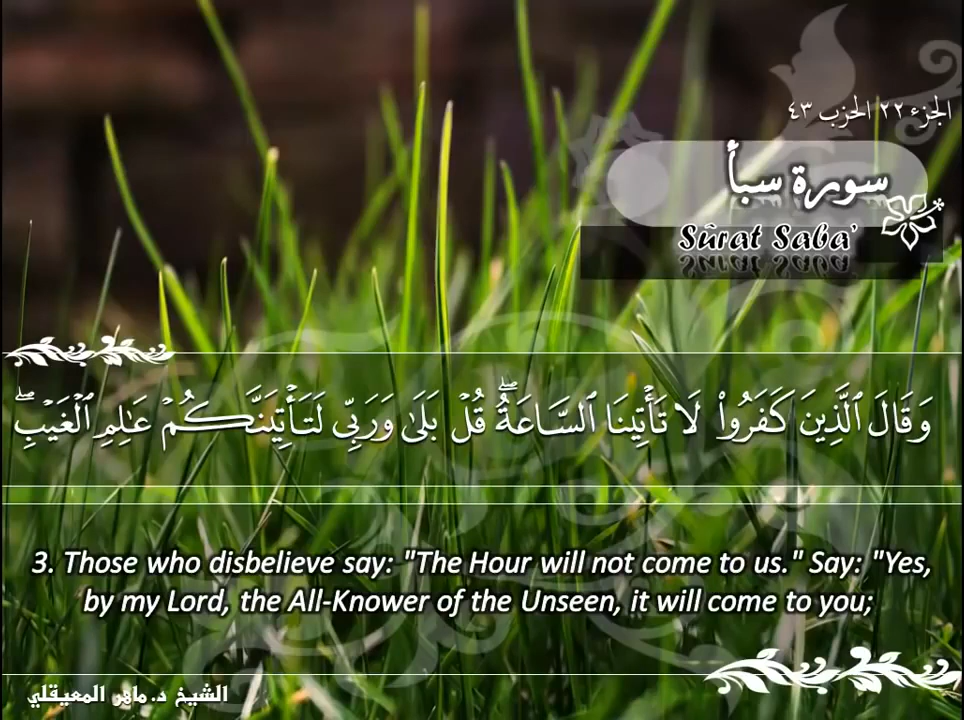 الجزء ٢٢ الحزب ٤٣
سورة سبأ
Sûrat Saba'
وَقَالَ ٱلَّذِينَ كَفَرُوا۟ لَا تَأْتِينَا ٱلسَّاعَةُ ۖ قُلْ بَلَىٰ وَرَبِّى لَتَأْتِيَنَّكُمْ عَـٰلِمِ ٱلْغَيْبِ ۖ
3. Those who disbelieve say: "The Hour will not come to us." Say: "Yes,
by my Lord, the All-Knower of the Unseen, it will come to you;
الشيخ د. ماهر المعيقلي